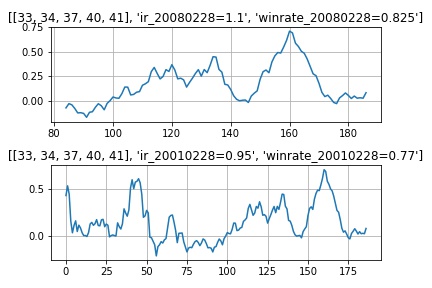 [[33, 34, 37, 40, 41], 'ir_20080228=1.1', 'winrate_20080228=0.825']
0.75
0.50
0.25
0.00
80 100 120 140 160 180
[[33, 34, 37, 40, 41], 'ir_20010228=0.95', 'winrate_20010228=0.77']
0.5
0.0
0 25 50 75 100 125 150 175